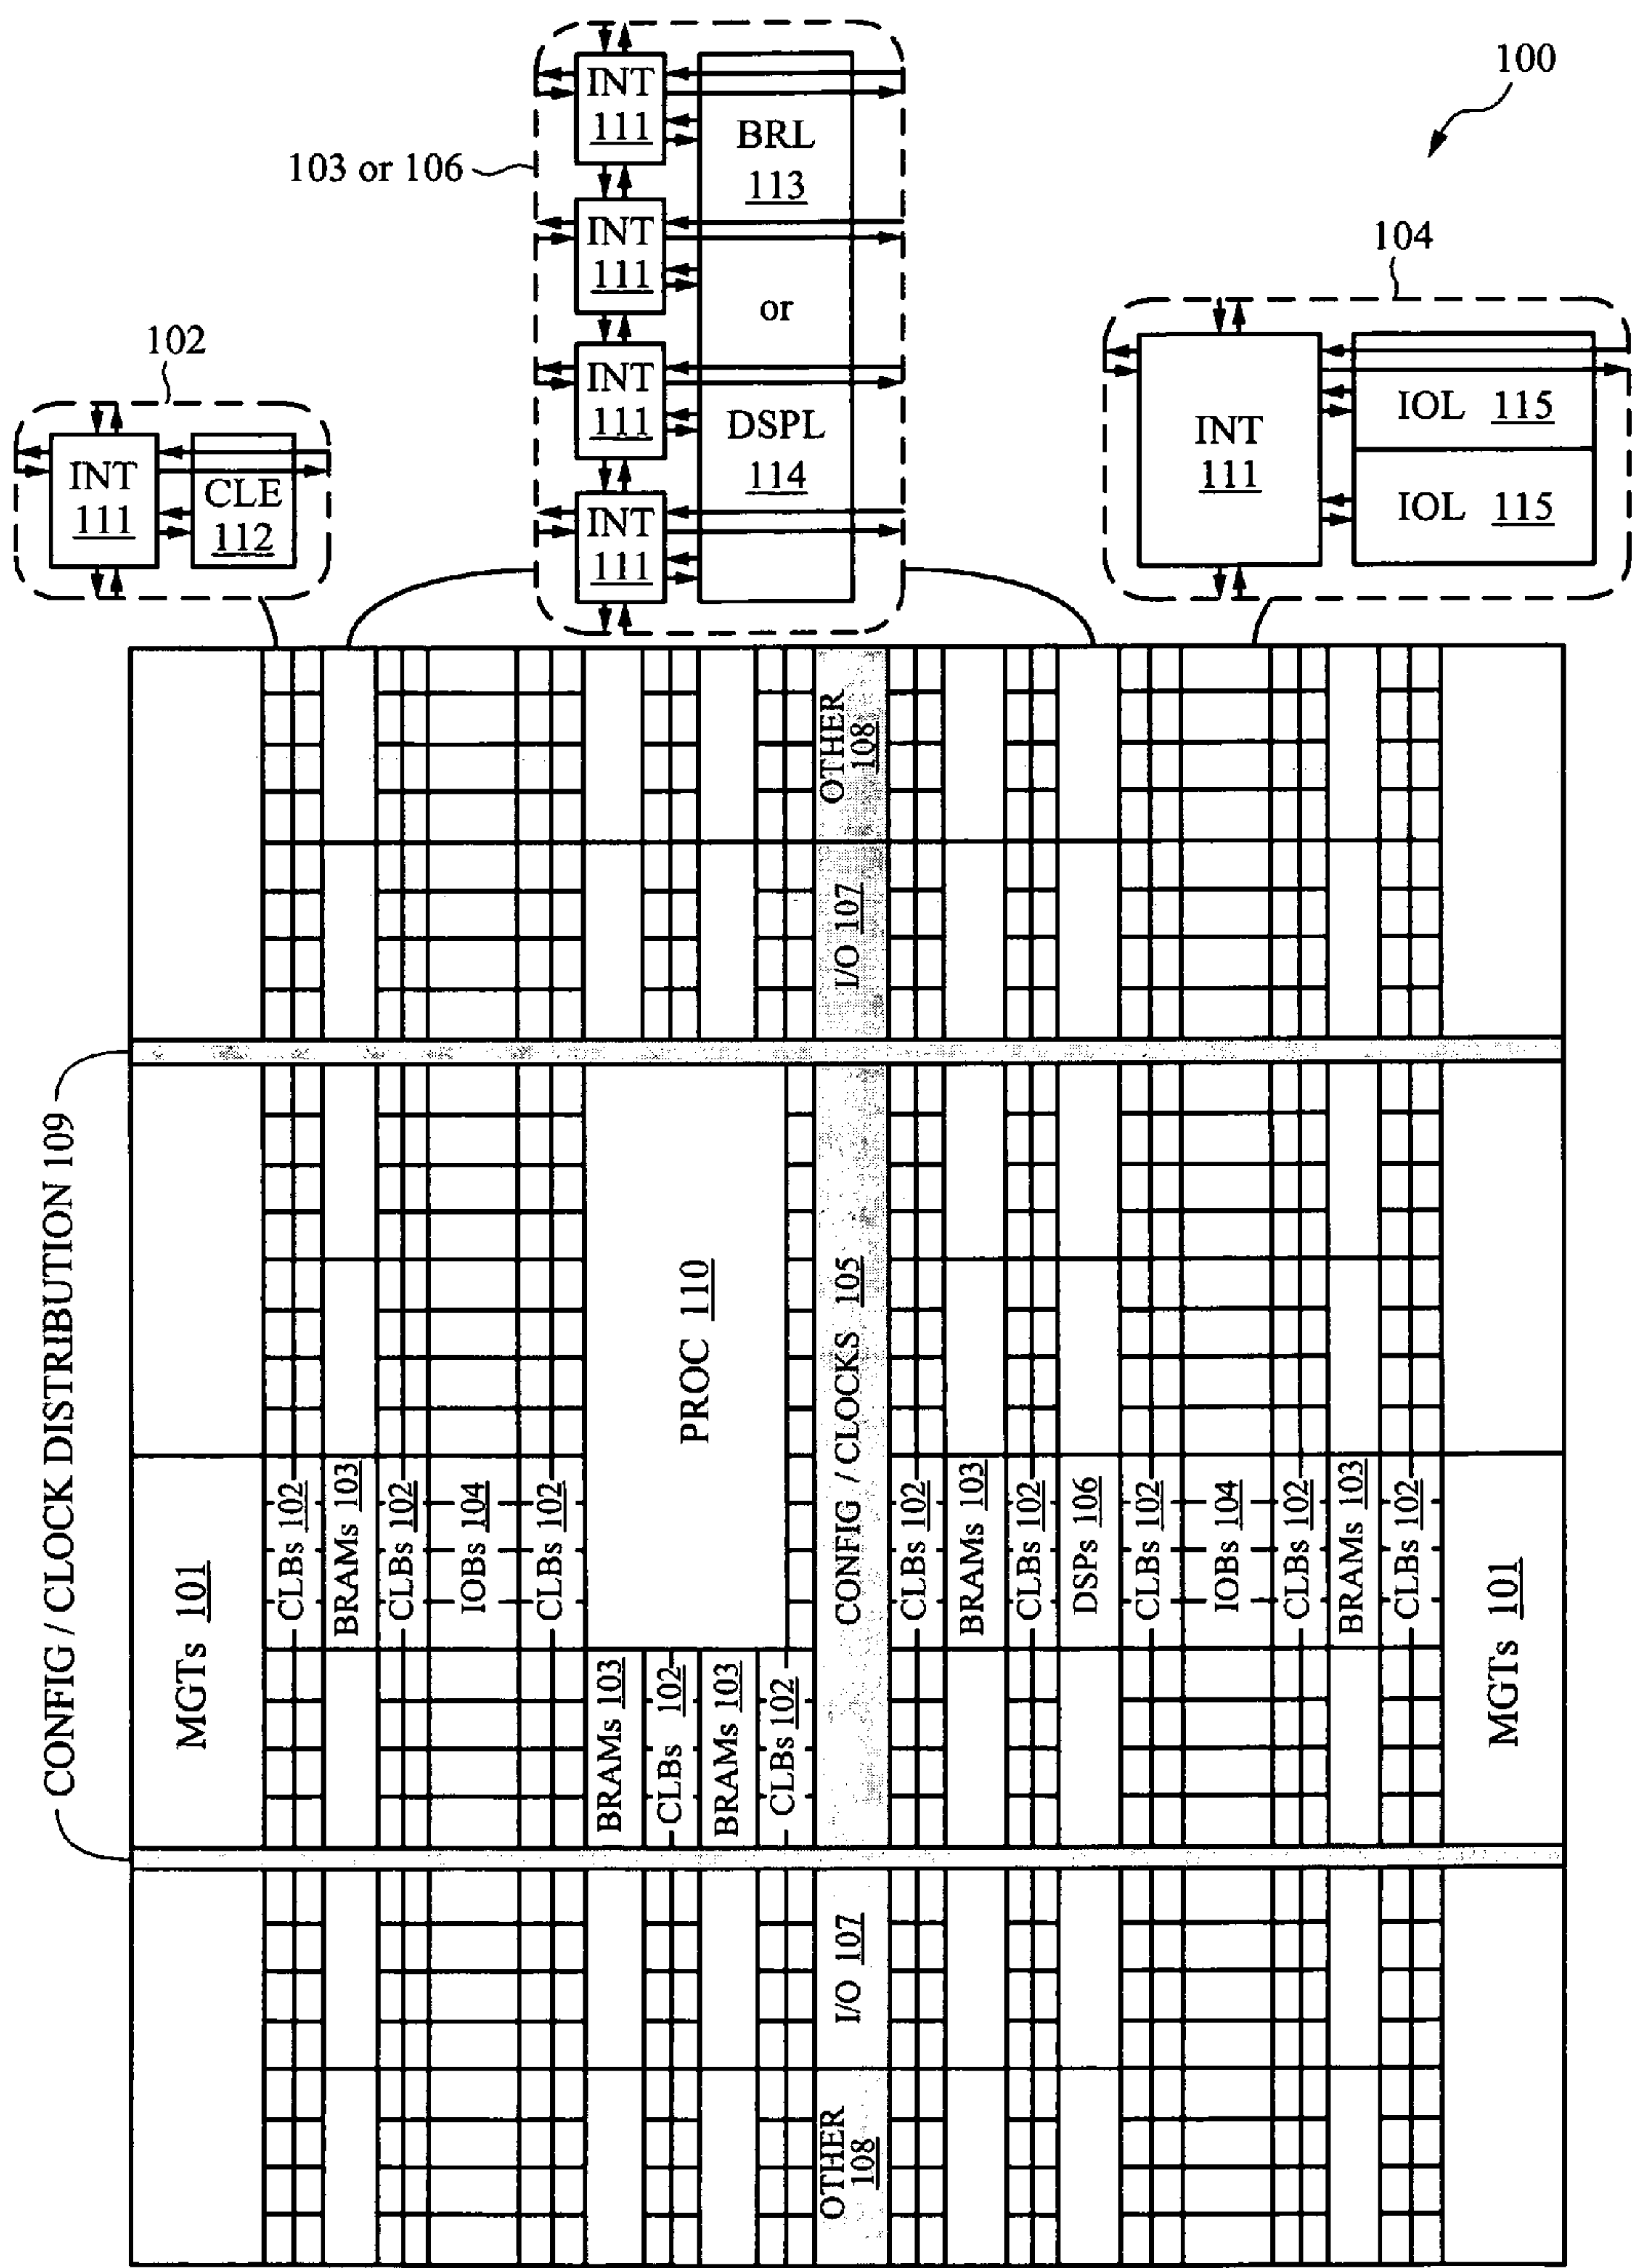 100
103 or 106
INT
111
INT
111
INT
111
INT
111
BRL
113
or
DSPL
114
104
INT
111
IOL 115
IOL 115
102
INT
111
CLE
112
OTHER
108
I/O 107
CONFIG / CLOCK DISTRIBUTION 109
PROC 110
CONFIG / CLOCKS 105
MGTs 101
CLBs 102
BRAMs 103
CLBs 102
IOBs 104
CLBs 102
CLBs 102
BRAMs 103
CLBs 102
DSPs 106
CLBs 102
IOBs 104
CLBs 102
BRAMs 103
CLBs 102
MGTs 101
BRAMs 103
CLBs 102
BRAMs 103
CLBs 102
I/O 107
OTHER
108